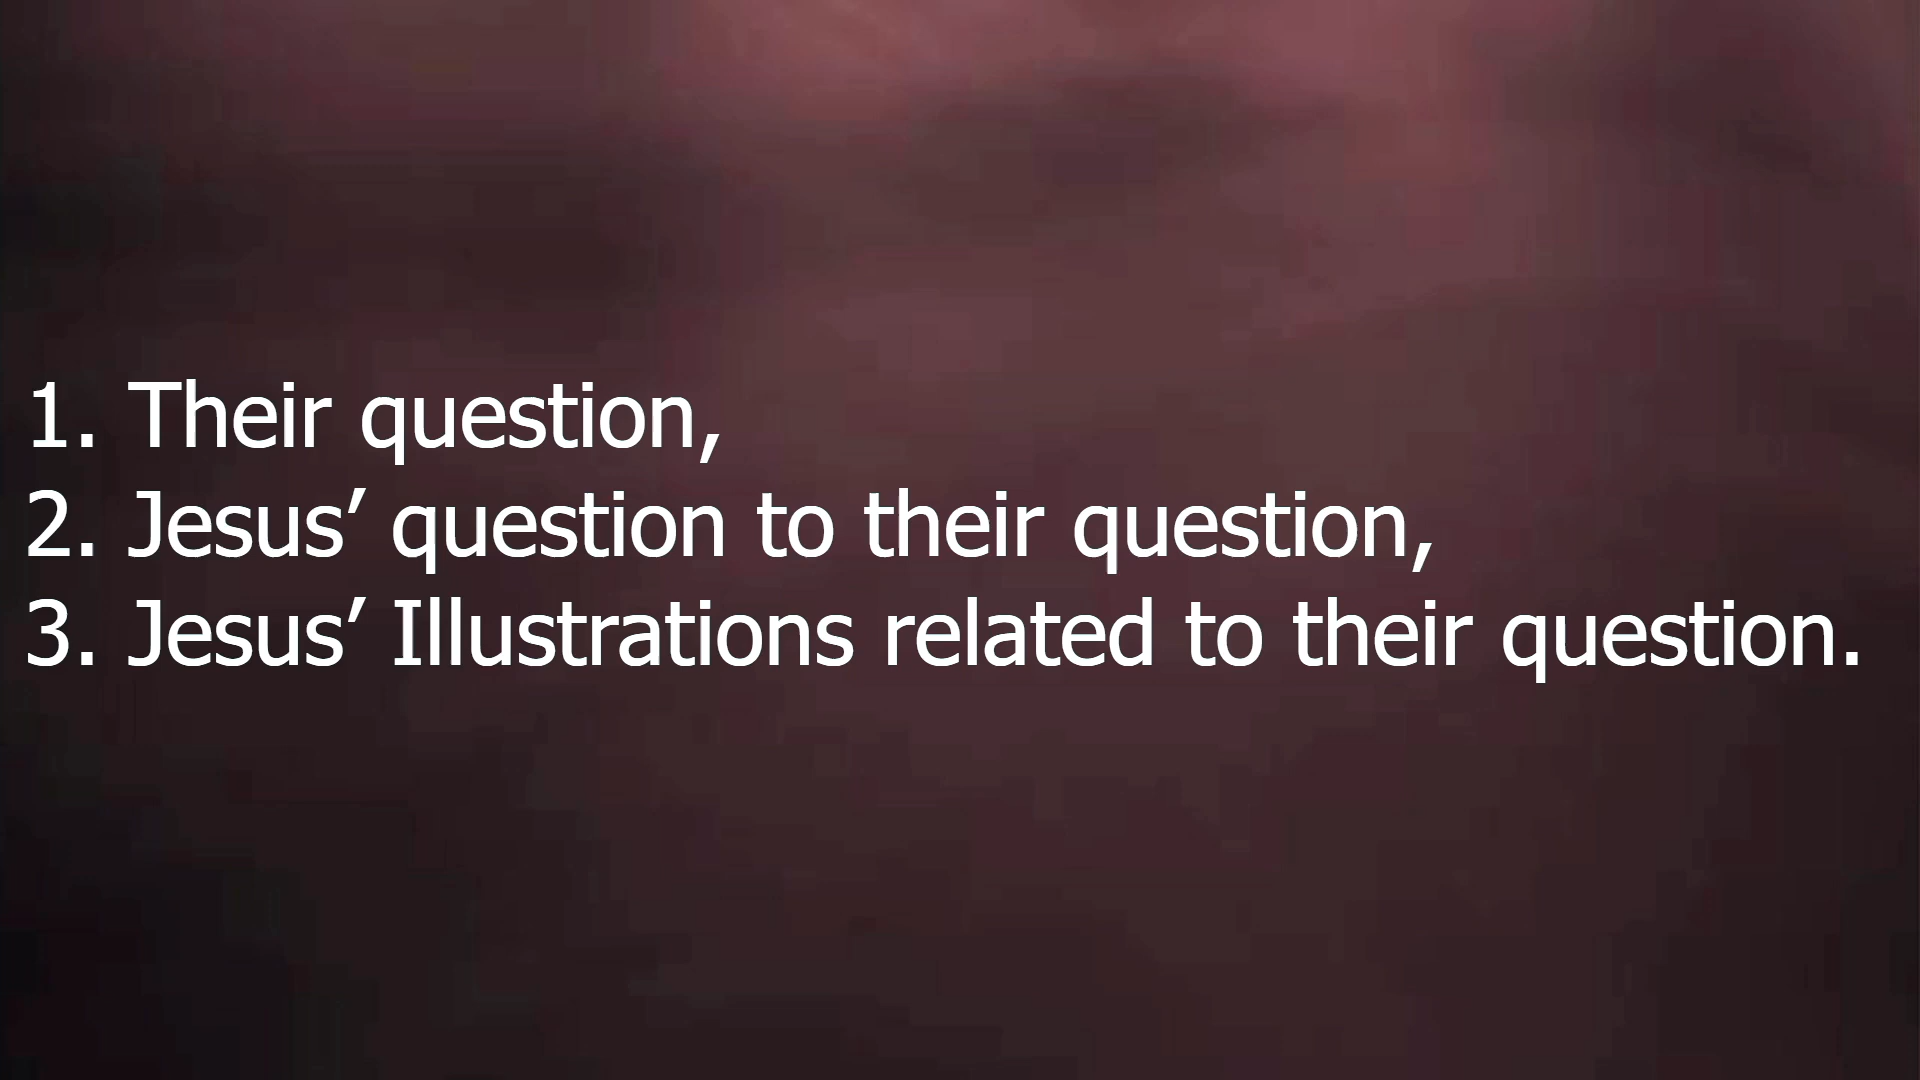 1. Their question,
2. Jesus’ question to their question,
3. Jesus’ Illustrations related to their question.